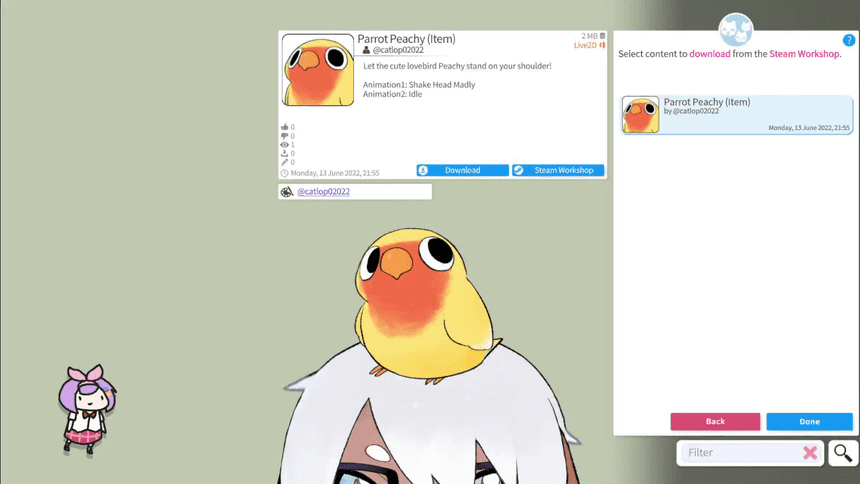 Parrot Peachy (Item)
@catlop02022
2 MB
Live2D
Let the cute lovebird Peachy stand on your shoulder!
Animation1: Shake Head Madly
Animation2: Idle
0
0
1
0
0
Monday, 13 June 2022, 21:55
Download
Steam Workshop
@catlop02022
?
Select content to download from the Steam Workshop.
Parrot Peachy (Item)
by @catlop02022
Monday, 13 June 2022, 21:55
Back
Done
Filter